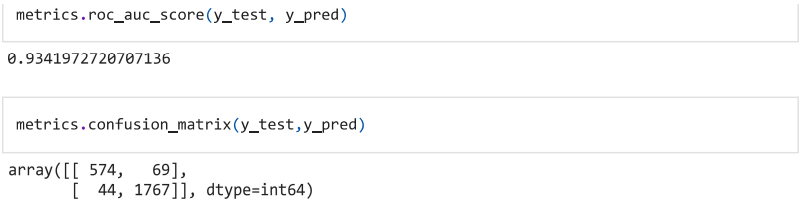 metrics.roc_auc_score(y_test, y_pred)
0.9341972720707136
metrics.confusion_matrix(y_test,y_pred)
array([[ 574,   69],
       [  44, 1767]], dtype=int64)